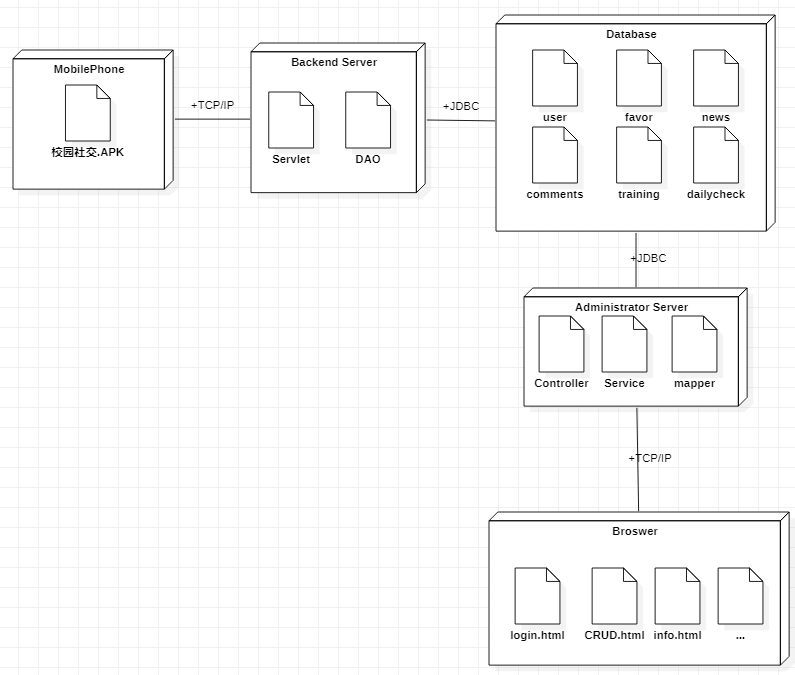 MobilePhone
校园社交.APK
+TCP/IP
Backend Server
Servlet
DAO
+JDBC
Database
user
favor
news
comments
training
dailycheck
+JDBC
Administrator Server
Controller
Service
mapper
+TCP/IP
Broswer
login.html
CRUD.html
info.html
...